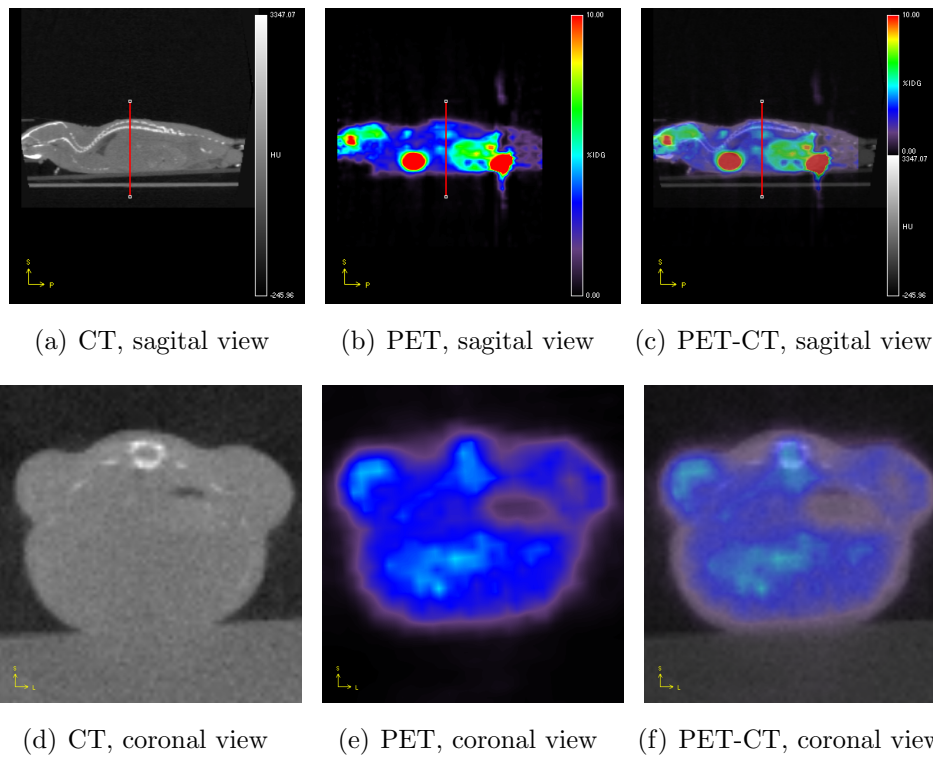 3347.07
HU
-245.96
S
P
10.00
%IDG
0.00
S
P
10.00
%IDG
0.00
3347.07
HU
-245.96
S
P
(a) CT, sagital view
(b) PET, sagital view
(c) PET-CT, sagital view
S
L
S
L
S
L
(d) CT, coronal view
(e) PET, coronal view
(f) PET-CT, coronal view